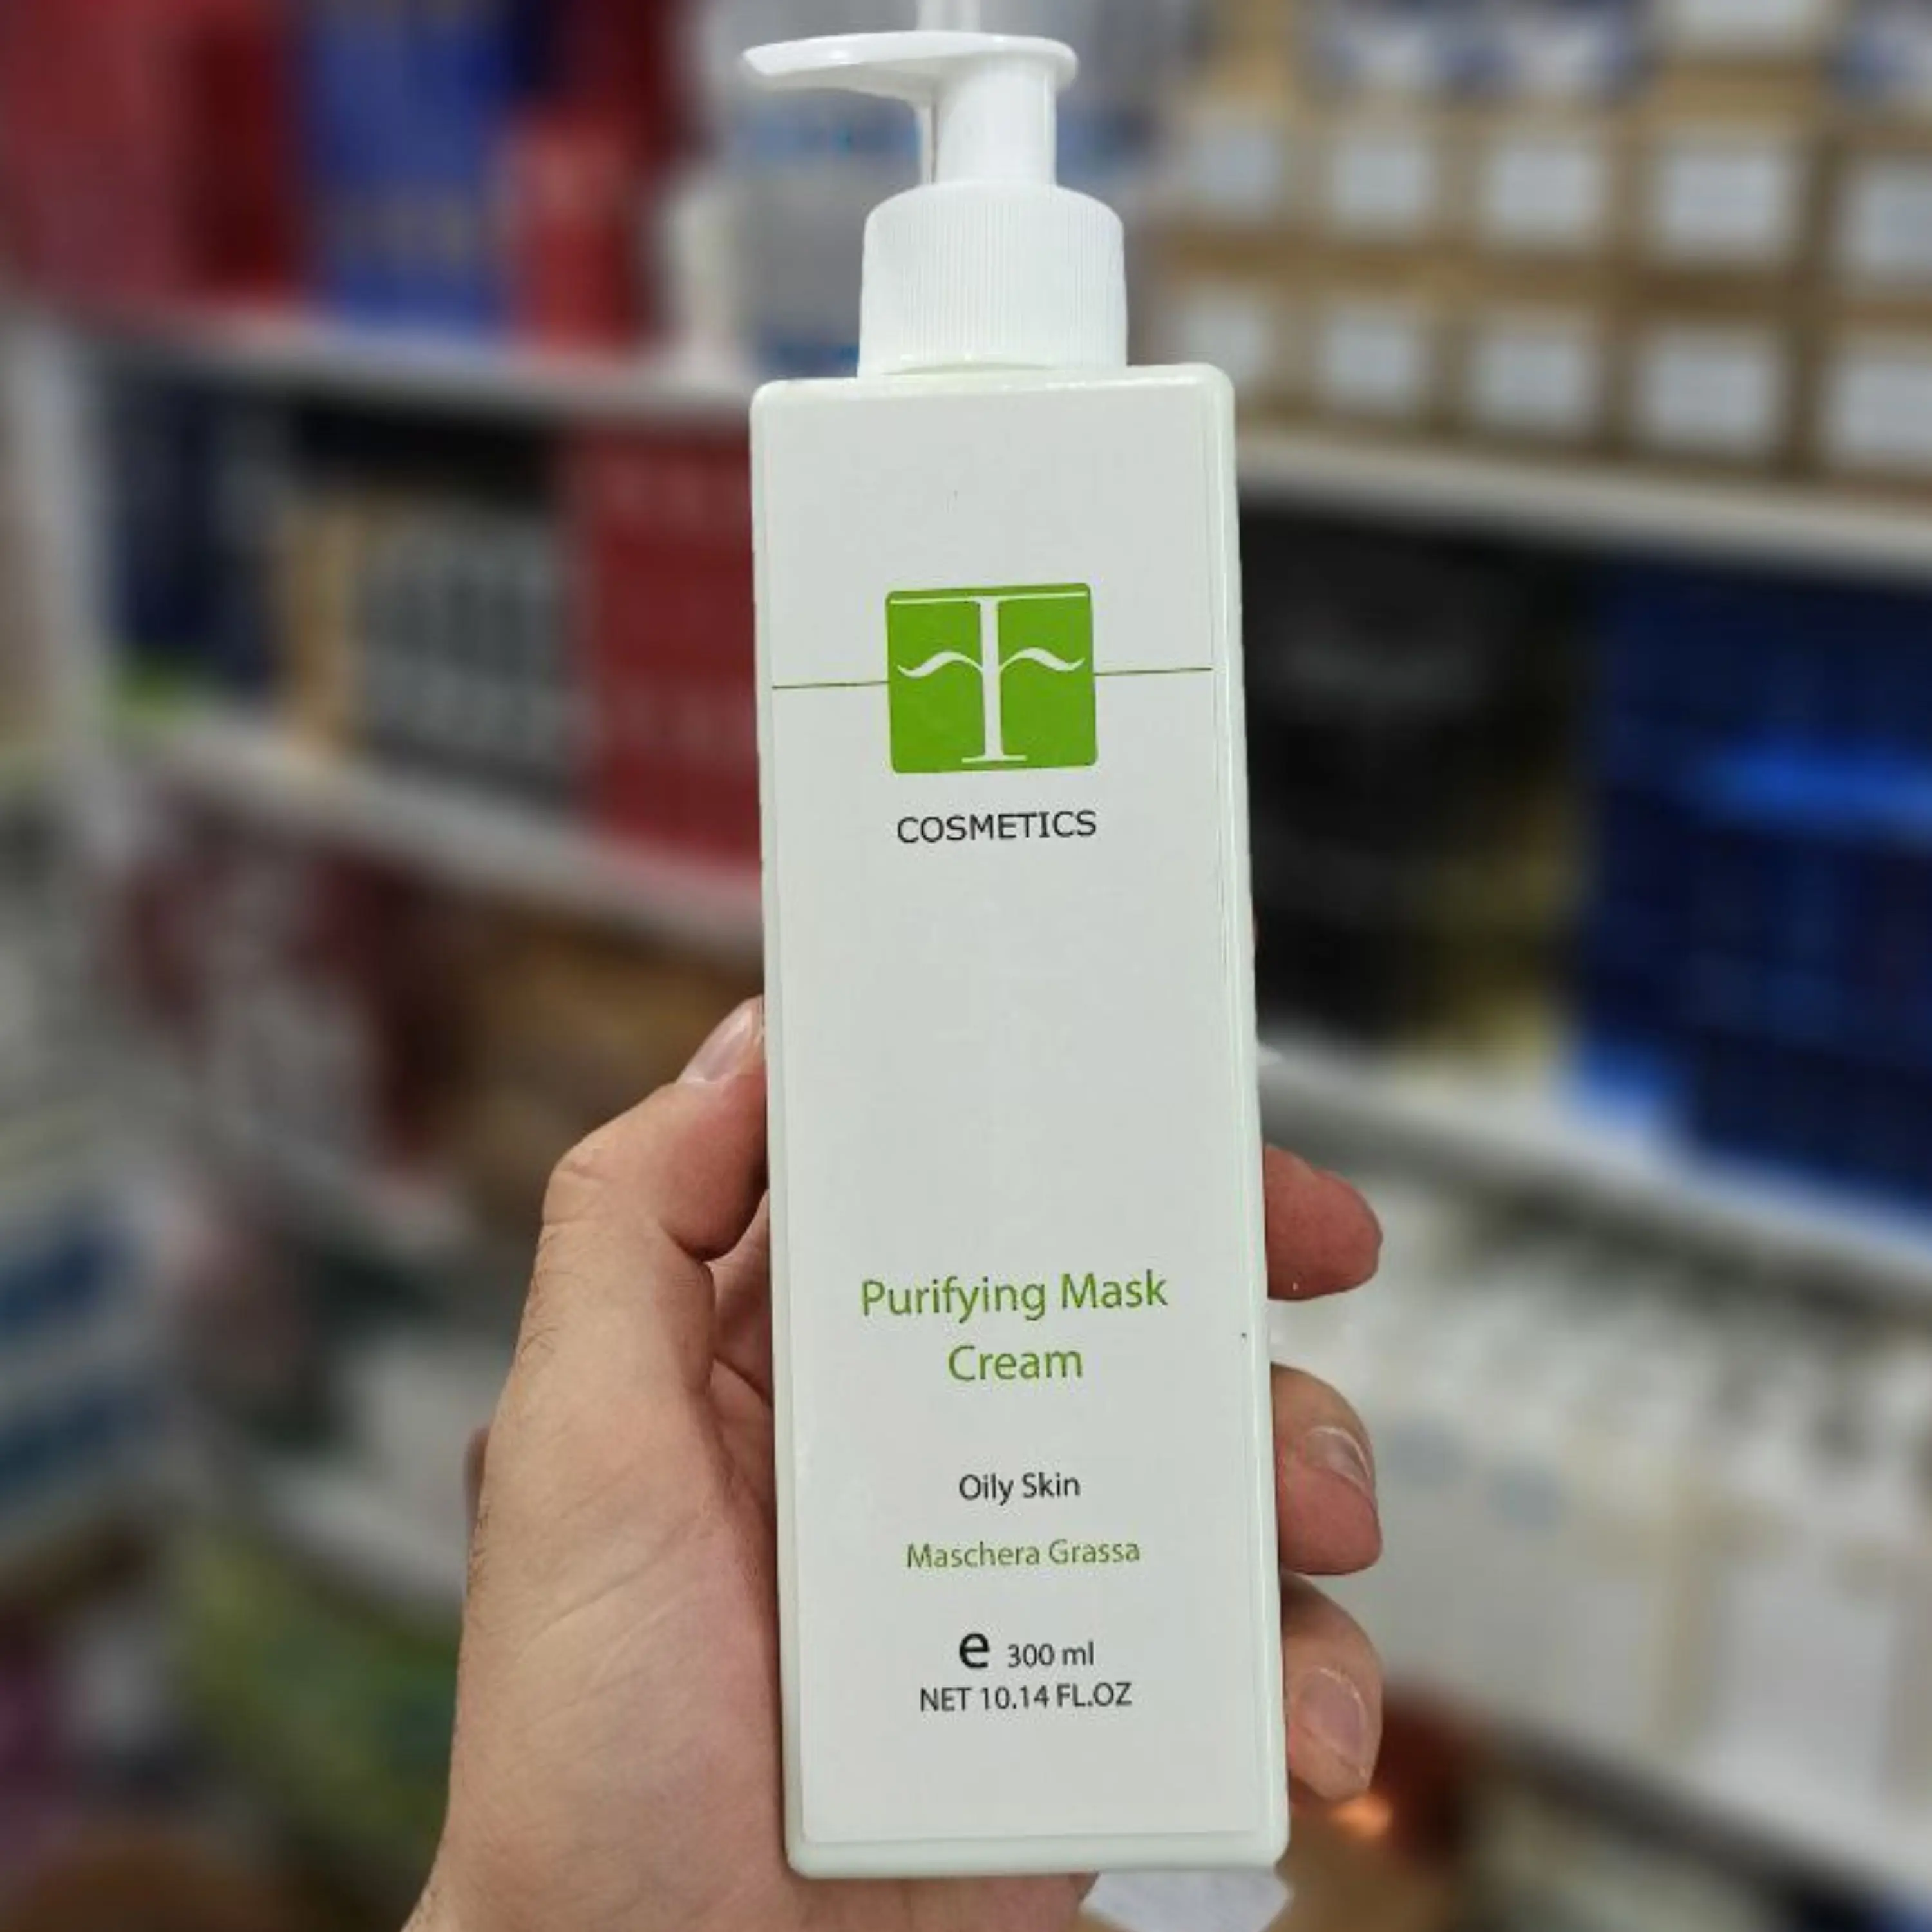 T
COSMETICS
Purifying Mask
Cream
Oily Skin
Maschera Grassa
e 300 ml
NET 10.14 FL.OZ